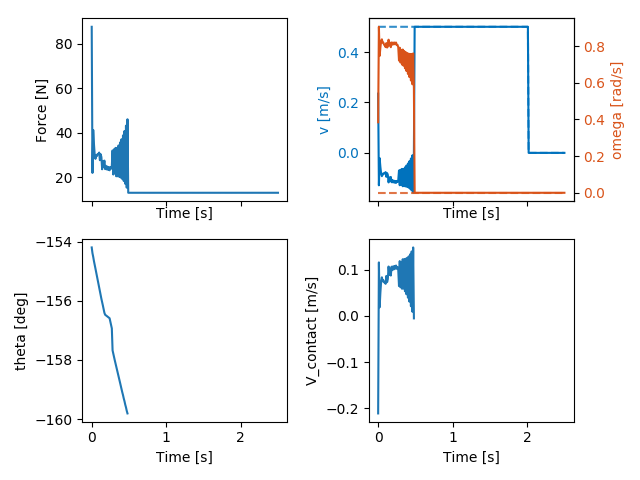 80
60
40
20
Force [N]
Time [s]
0.4
0.2
0.0
v [m/s]
0.8
0.6
0.4
0.2
0.0
omega [rad/s]
Time [s]
−154
−156
−158
−160
theta [deg]
0
1
2
Time [s]
0.1
0.0
−0.1
−0.2
V_contact [m/s]
0
1
2
Time [s]